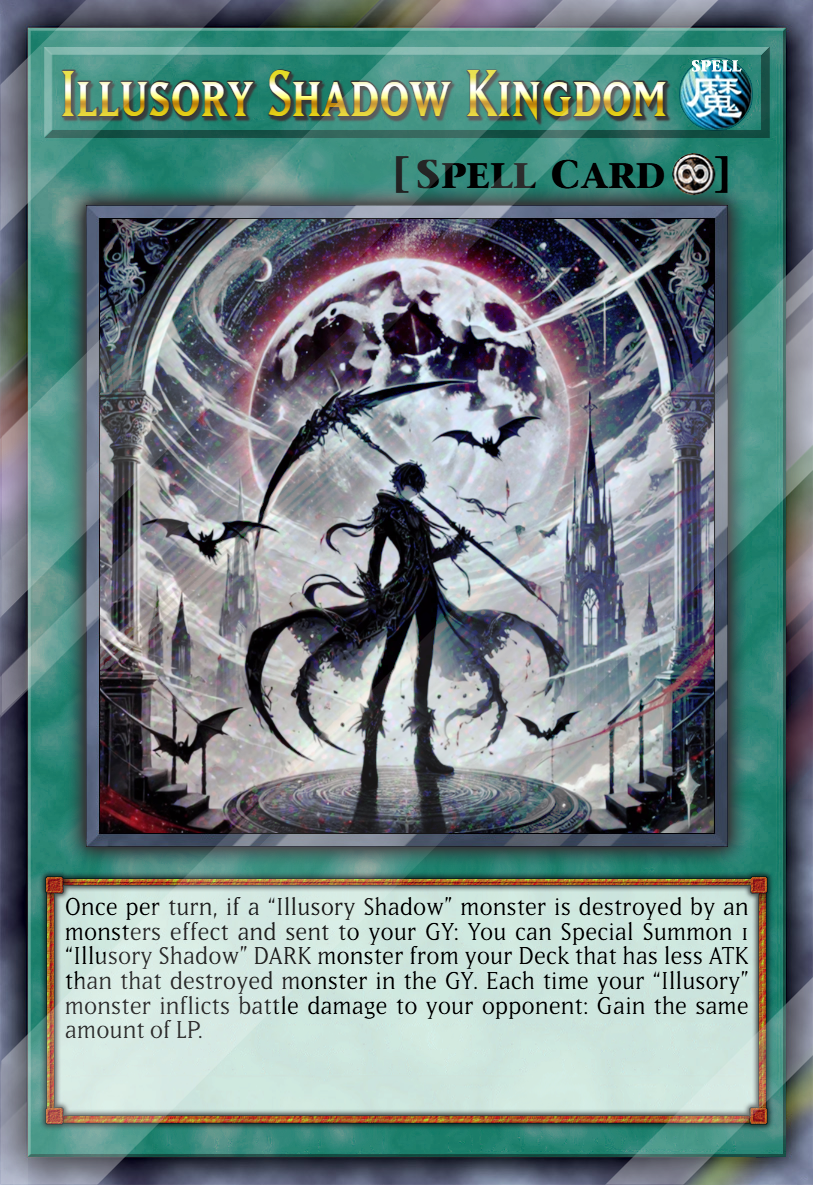 Illusory Shadow Kingdom
SPELL
魔
[Spell Card ∞]
Once per turn, if a “Illusory Shadow” monster is destroyed by an
monsters effect and sent to your GY: You can Special Summon 1
“Illusory Shadow” DARK monster from your Deck that has less ATK
than that destroyed monster in the GY. Each time your “Illusory”
monster inflicts battle damage to your opponent: Gain the same
amount of LP.